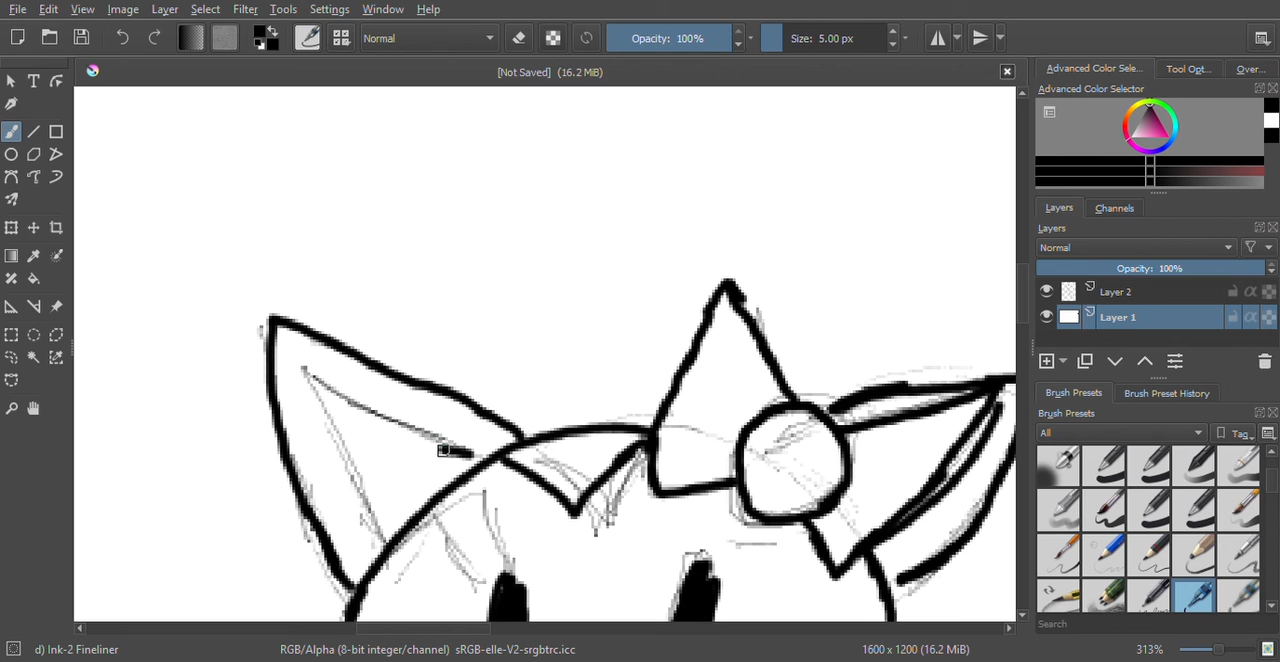 File Edit View Image Layer Select Filter Tools Settings Window Help
Normal Opacity: 100% Size: 5.00 px
[Not Saved] (16.2 MiB)
Advanced Color Sele... Tool Opt... Over...
Advanced Color Selector
Layers Channels
Layers
Normal
Opacity: 100%
Layer 2
Layer 1
Brush Presets Brush Preset History
Brush Presets
All Tag
Search
d) Ink-2 Fineliner RGB/Alpha (8-bit integer/channel) sRGB-elle-V2-srgbtrc.icc 1600 x 1200 (16.2 MiB) 313%